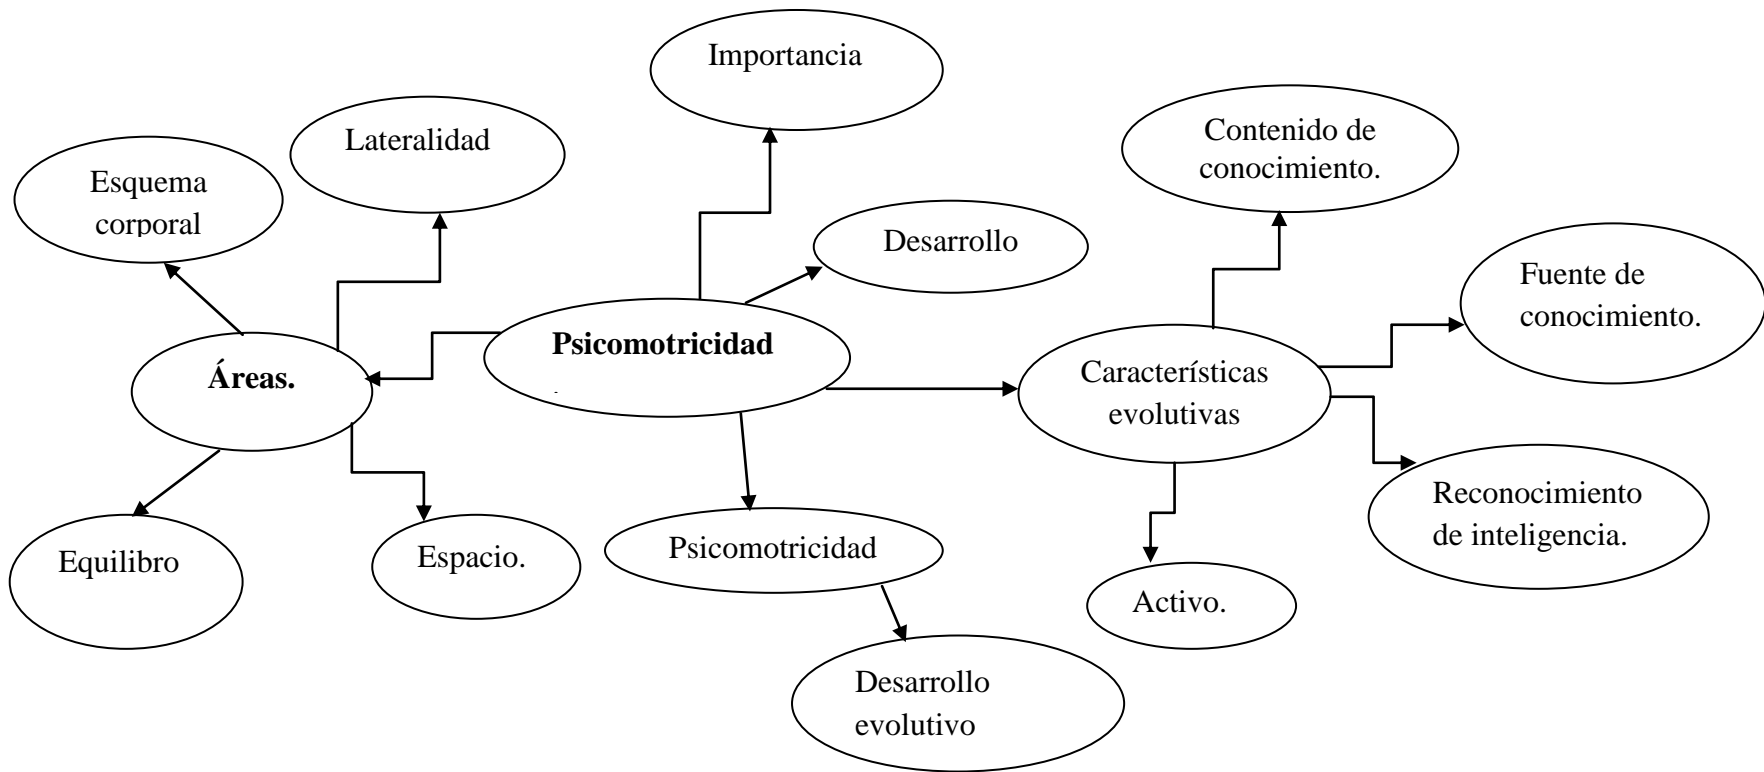 Importancia
Lateralidad
Contenido de
conocimiento.
Esquema
corporal
Desarrollo
Fuente de
conocimiento.
Psicomotricidad
Áreas.
Características
evolutivas
Reconocimiento
de inteligencia.
Equilibro
Espacio.
Psicomotricidad
Activo.
Desarrollo
evolutivo